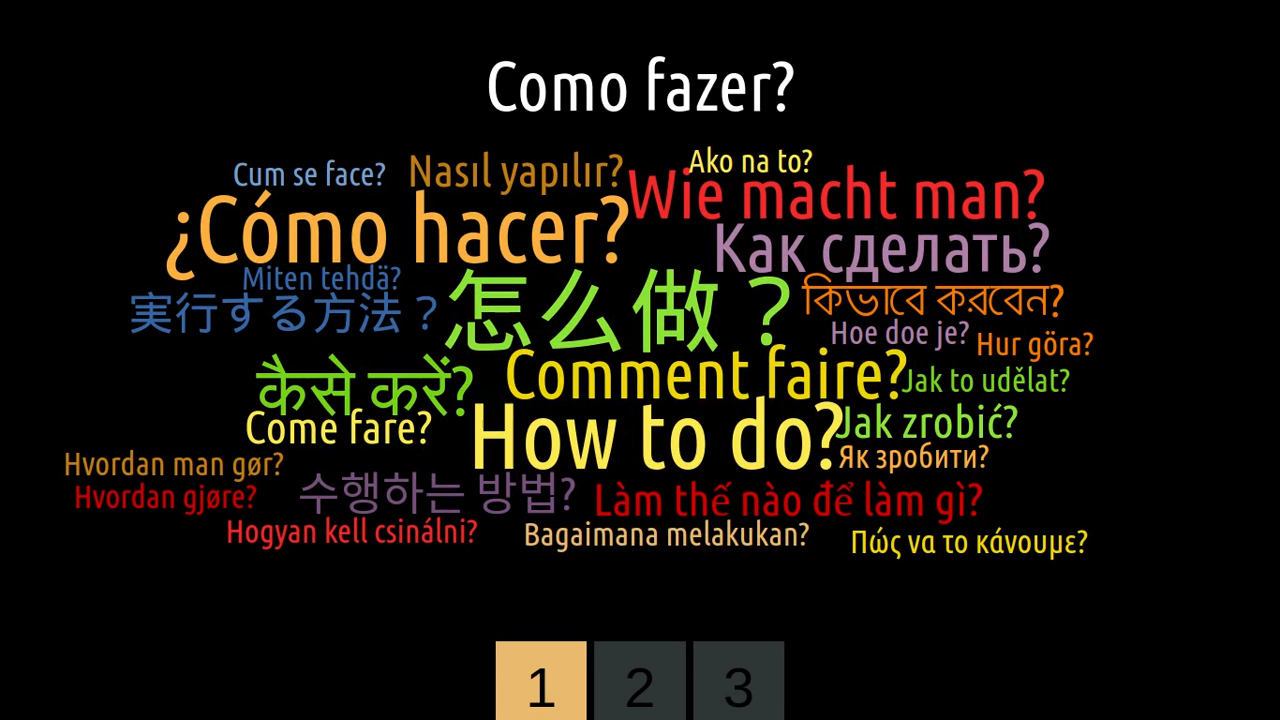 Como fazer?
Ako na to?
Cum se face?
Nasıl yapılır?
Wie macht man?
¿Cómo hacer?
Как сделать?
Miten tehdä?
実行する方法？
怎么做？
কিভাবে করবেন?
Hoe doe je?
Hur göra?
Comment faire?
Jak to udělat?
कैसे करें?
Come fare?
How to do?
Jak zrobić?
Як зробити?
Hvordan man gør?
Hvordan gjøre?
수행하는 방법?
Làm thế nào để làm gì?
Hogyan kell csinálni?
Bagaimana melakukan?
Πώς να το κάνουμε?
1 2 3